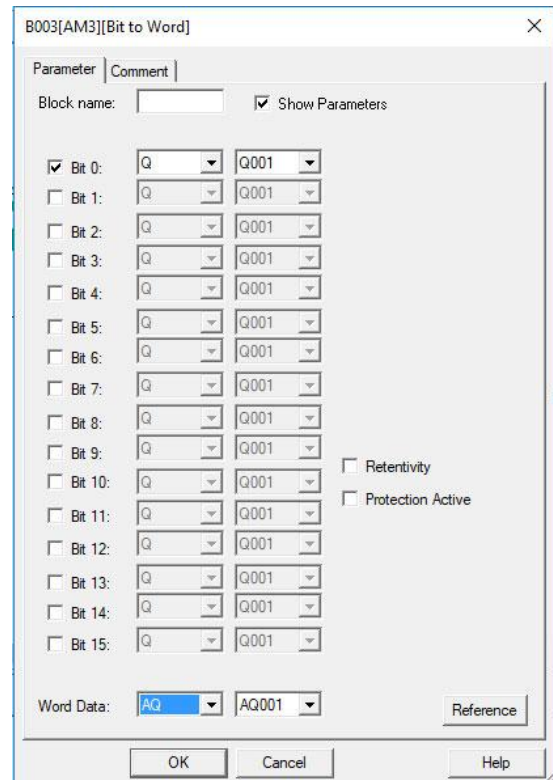 B003[AM3][Bit to Word]
Parameter Comment
Block name: Show Parameters
Bit 0: Q Q001
Bit 1: Q Q001
Bit 2: Q Q001
Bit 3: Q Q001
Bit 4: Q Q001
Bit 5: Q Q001
Bit 6: Q Q001
Bit 7: Q Q001
Bit 8: Q Q001
Bit 9: Q Q001
Retentivity
Bit 10: Q Q001
Protection Active
Bit 11: Q Q001
Bit 12: Q Q001
Bit 13: Q Q001
Bit 14: Q Q001
Bit 15: Q Q001
Word Data: AQ AQ001 Reference
OK Cancel Help